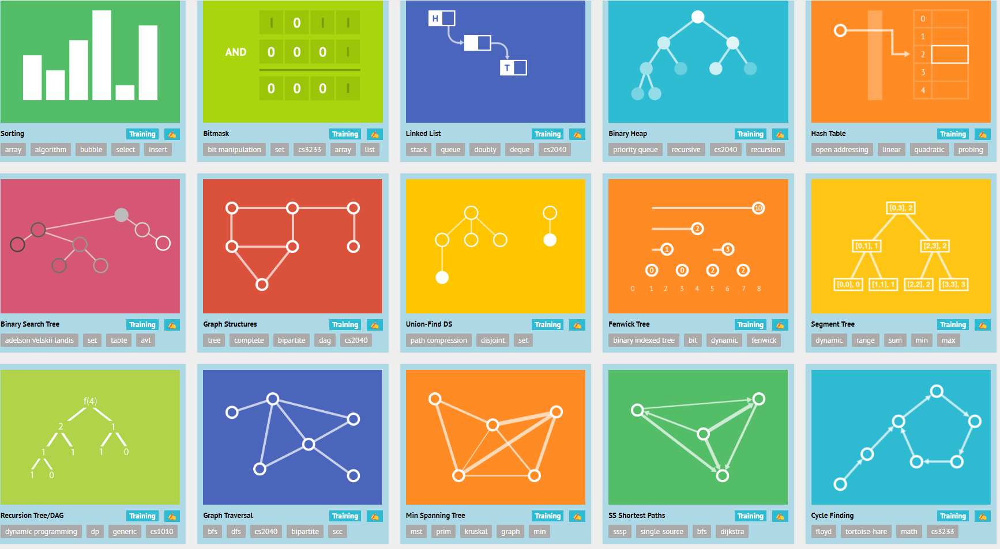 I 0 I I
AND 0 0 0 I
0 0 0 I
H
T
0
1
2
3
4
Sorting Training
array algorithm bubble select insert
Bitmask Training
bit manipulation set cs3233 array list
Linked List Training
stack queue doubly deque cs2040
Binary Heap Training
priority queue recursive cs2040 recursion
Hash Table Training
open addressing linear quadratic probing
10
2
1 5
0 0 2 2
0 1 2 3 4 5 6 7 8
[0,3], 2
[0,1], 1 [2,3], 2
[0,0], 0 [1,1], 1 [2,2], 2 [3,3], 3
Binary Search Tree Training
adelson velskii landis set table avl
Graph Structures Training
tree complete bipartite dag cs2040
Union-Find DS Training
path compression disjoint set
Fenwick Tree Training
binary indexed tree bit dynamic fenwick
Segment Tree Training
dynamic range sum min max
f(4)
2 1
1 1 1 0
1 0
Recursion Tree/DAG Training
dynamic programming dp generic cs1010
Graph Traversal Training
bfs dfs cs2040 bipartite scc
Min Spanning Tree Training
mst prim kruskal graph min
SS Shortest Paths Training
sssp single-source bfs dijkstra
Cycle Finding Training
floyd tortoise-hare math cs3233